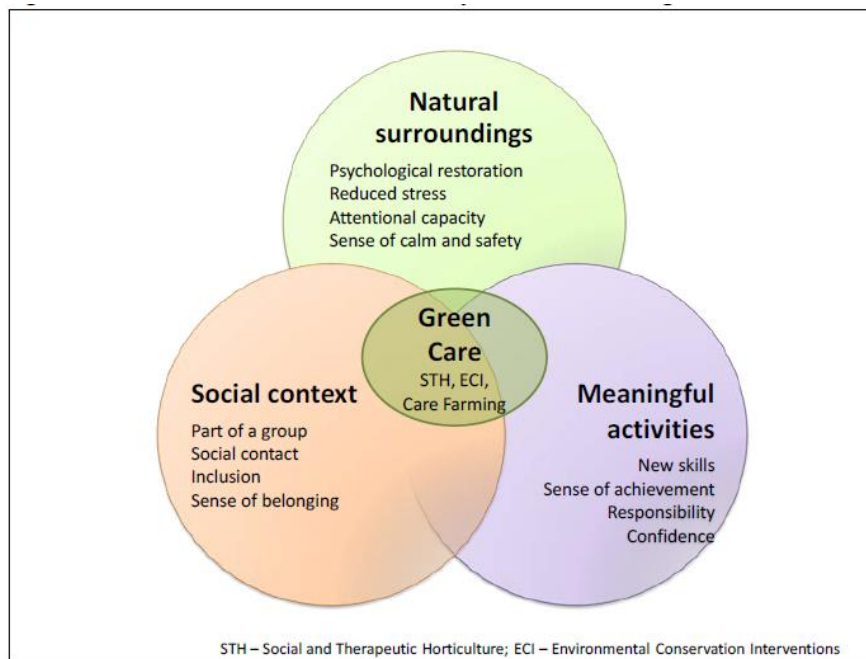 Natural
surroundings
Psychological restoration
Reduced stress
Attentional capacity
Sense of calm and safety
Green
Care
STH, ECI,
Care Farming
Social context
Part of a group
Social contact
Inclusion
Sense of belonging
Meaningful
activities
New skills
Sense of achievement
Responsibility
Confidence
STH – Social and Therapeutic Horticulture; ECI – Environmental Conservation Interventions